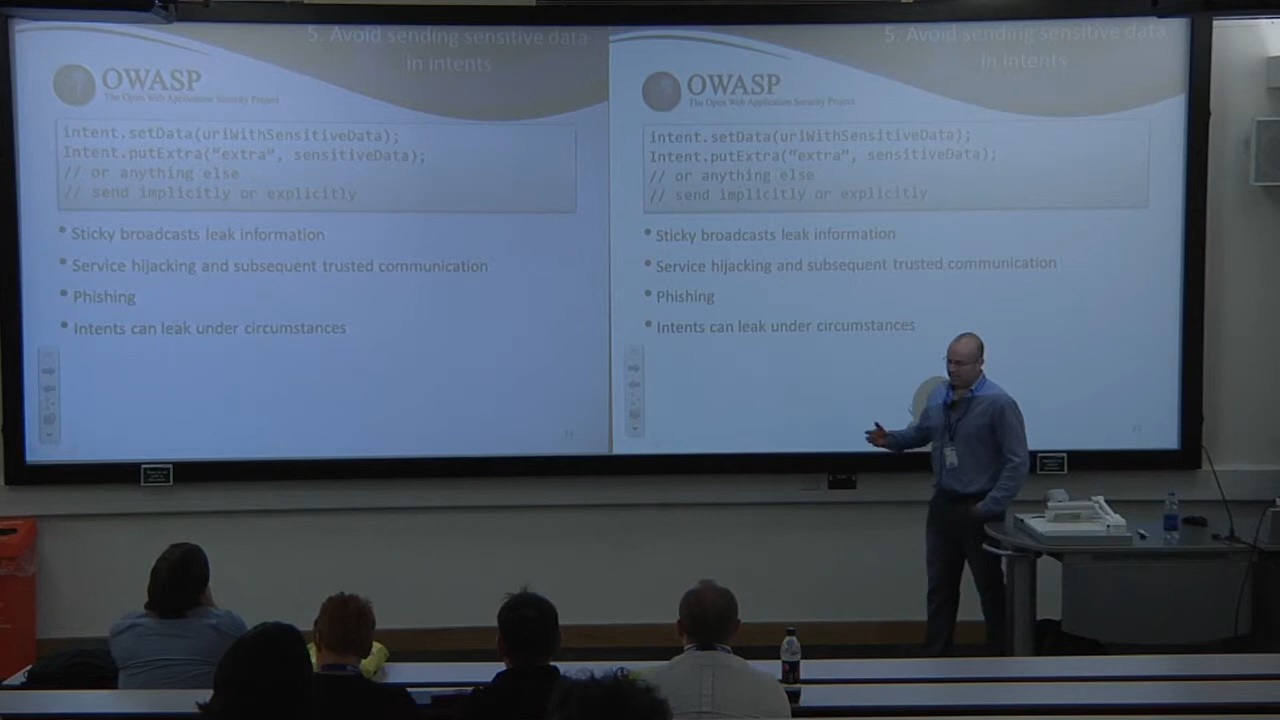 5. Avoid sending sensitive data
in intents
OWASP
The Open Web Application Security Project
intent.setData(uriWithSensitiveData);
Intent.putExtra(“extra”, sensitiveData);
// or anything else
// send implicitly or explicitly
• Sticky broadcasts leak information
• Service hijacking and subsequent trusted communication
• Phishing
• Intents can leak under circumstances
5. Avoid sending sensitive data
in intents
OWASP
The Open Web Application Security Project
intent.setData(uriWithSensitiveData);
Intent.putExtra(“extra”, sensitiveData);
// or anything else
// send implicitly or explicitly
• Sticky broadcasts leak information
• Service hijacking and subsequent trusted communication
• Phishing
• Intents can leak under circumstances